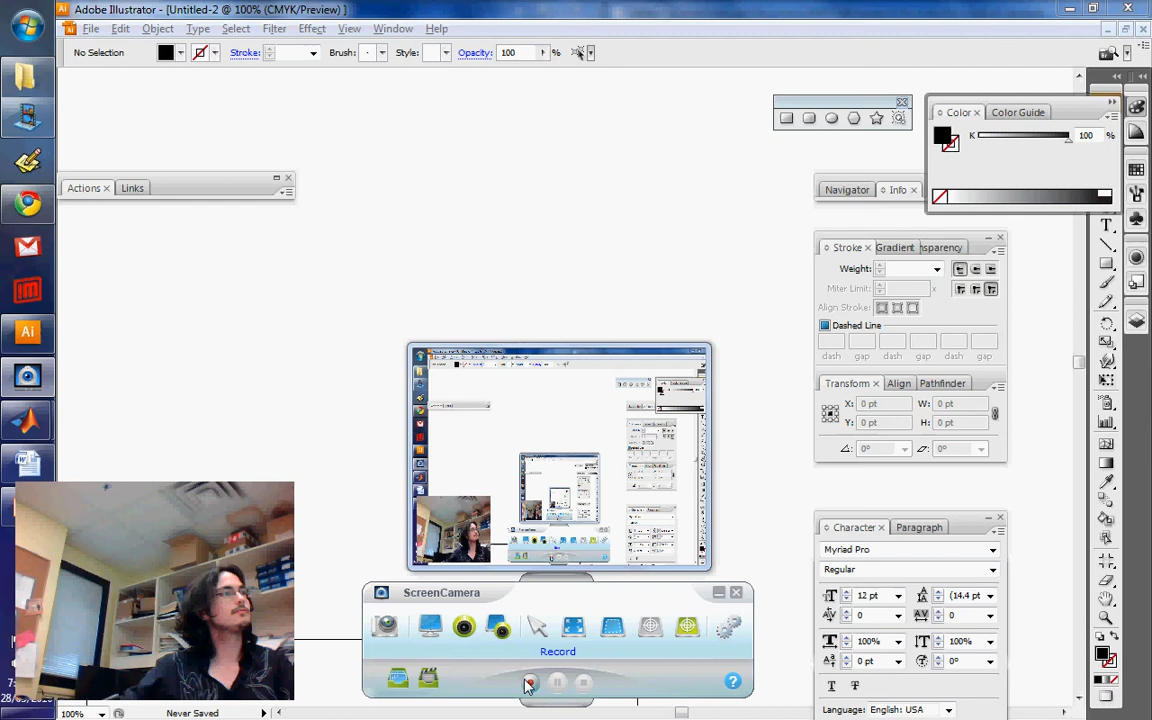 Adobe Illustrator - [Untitled-2 @ 100% (CMYK/Preview) ]
File Edit Object Type Select Filter Effect View Window Help
No Selection Stroke: Brush: Style: Opacity: 100 %
Color × Color Guide
K 100 %
Actions × Links
Navigator Info ×
Stroke × Gradient sparency
Weight:
Miter Limit: x
Align Stroke:
Dashed Line
dash gap dash gap dash gap
Transform × Align Pathfinder
X: 0 pt W: 0 pt
Y: 0 pt H: 0 pt
0° 0°
Character × Paragraph
Myriad Pro
Regular
12 pt (14.4 pt
0 0
100% 100%
0 pt 0°
Language: English: USA
ScreenCamera
Record
100% Never Saved